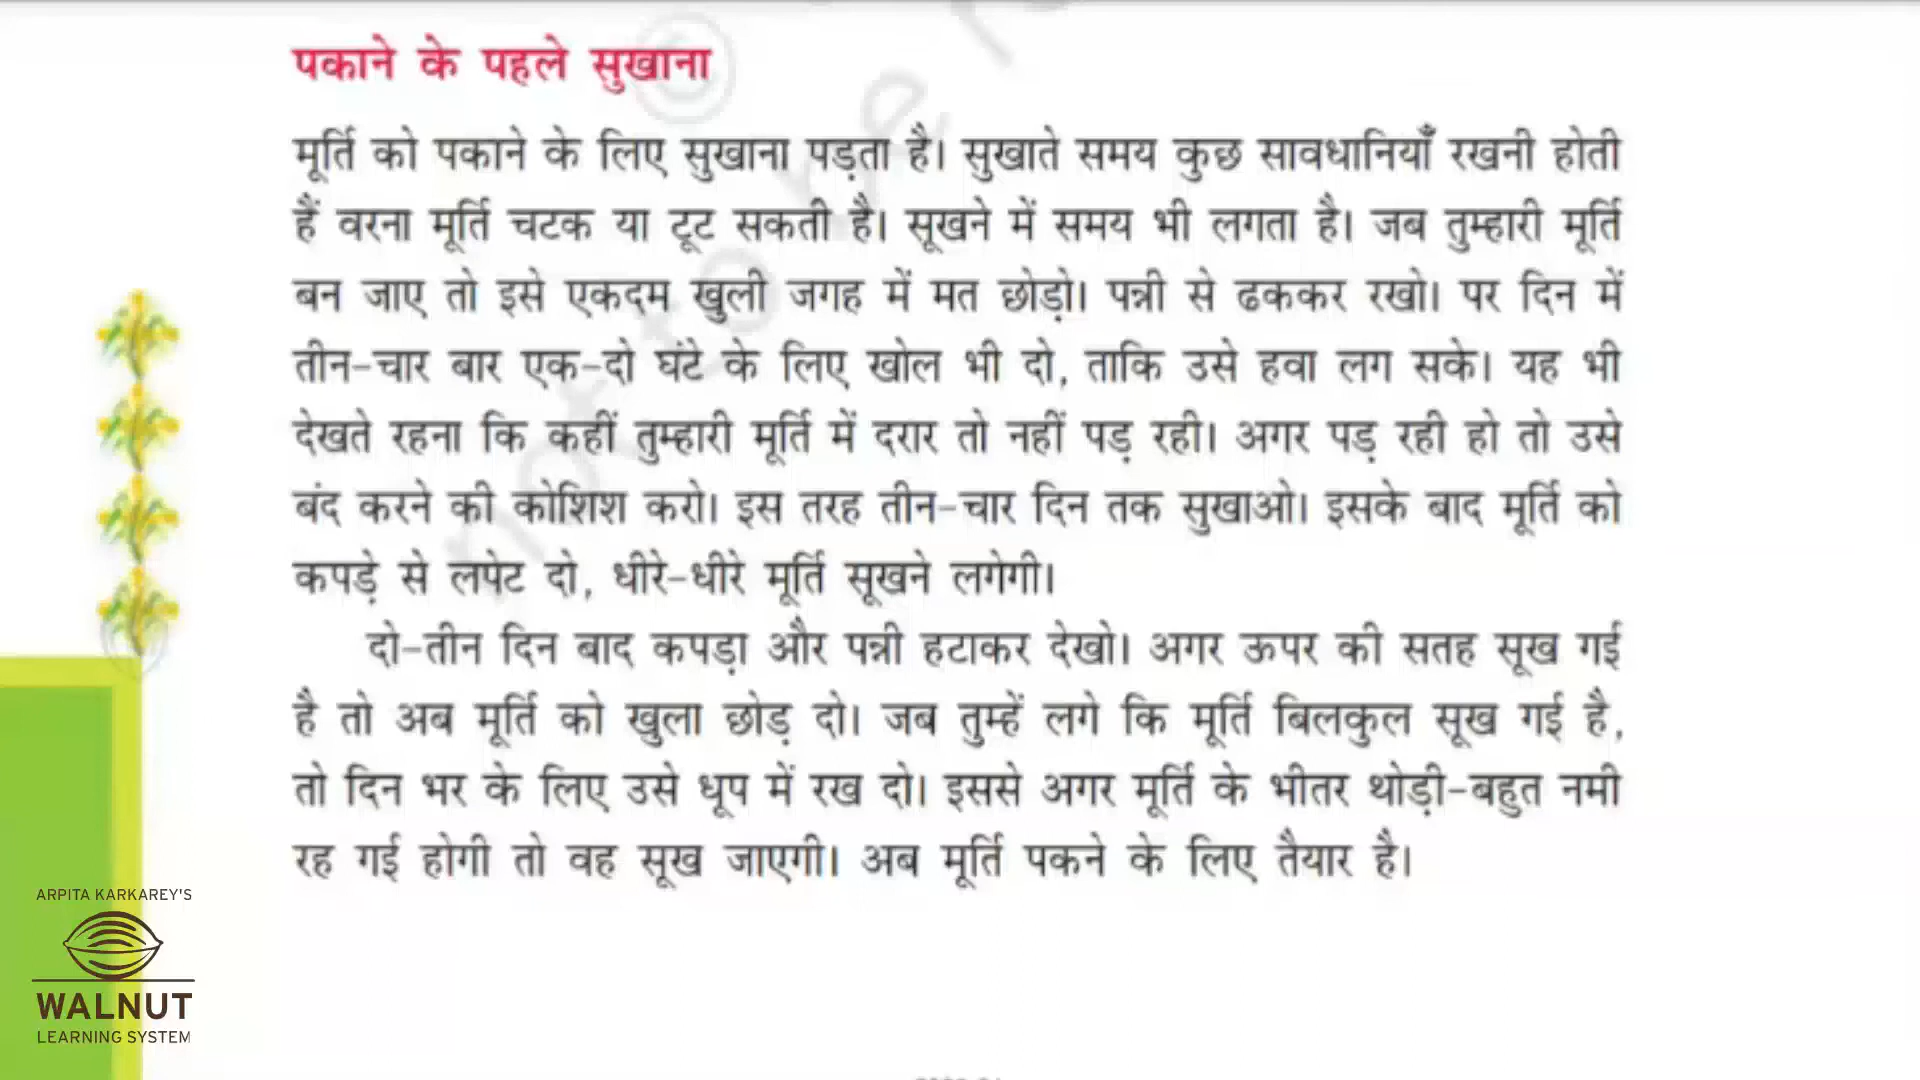 पकाने के पहले सुखाना
मूर्ति को पकाने के लिए सुखाना पड़ता है। सुखाते समय कुछ सावधानियाँ रखनी होती
हैं वरना मूर्ति चटक या टूट सकती है। सूखने में समय भी लगता है। जब तुम्हारी मूर्ति
बन जाए तो इसे एकदम खुली जगह में मत छोड़ो। पन्नी से ढककर रखो। पर दिन में
तीन-चार बार एक-दो घंटे के लिए खोल भी दो, ताकि उसे हवा लग सके। यह भी
देखते रहना कि कहीं तुम्हारी मूर्ति में दरार तो नहीं पड़ रही। अगर पड़ रही हो तो उसे
बंद करने की कोशिश करो। इस तरह तीन-चार दिन तक सुखाओ। इसके बाद मूर्ति को
कपड़े से लपेट दो, धीरे-धीरे मूर्ति सूखने लगेगी।
दो-तीन दिन बाद कपड़ा और पन्नी हटाकर देखो। अगर ऊपर की सतह सूख गई
है तो अब मूर्ति को खुला छोड़ दो। जब तुम्हें लगे कि मूर्ति बिलकुल सूख गई है,
तो दिन भर के लिए उसे धूप में रख दो। इससे अगर मूर्ति के भीतर थोड़ी-बहुत नमी
रह गई होगी तो वह सूख जाएगी। अब मूर्ति पकने के लिए तैयार है।
ARPITA KARKAREY'S
WALNUT
LEARNING SYSTEM
not to be r